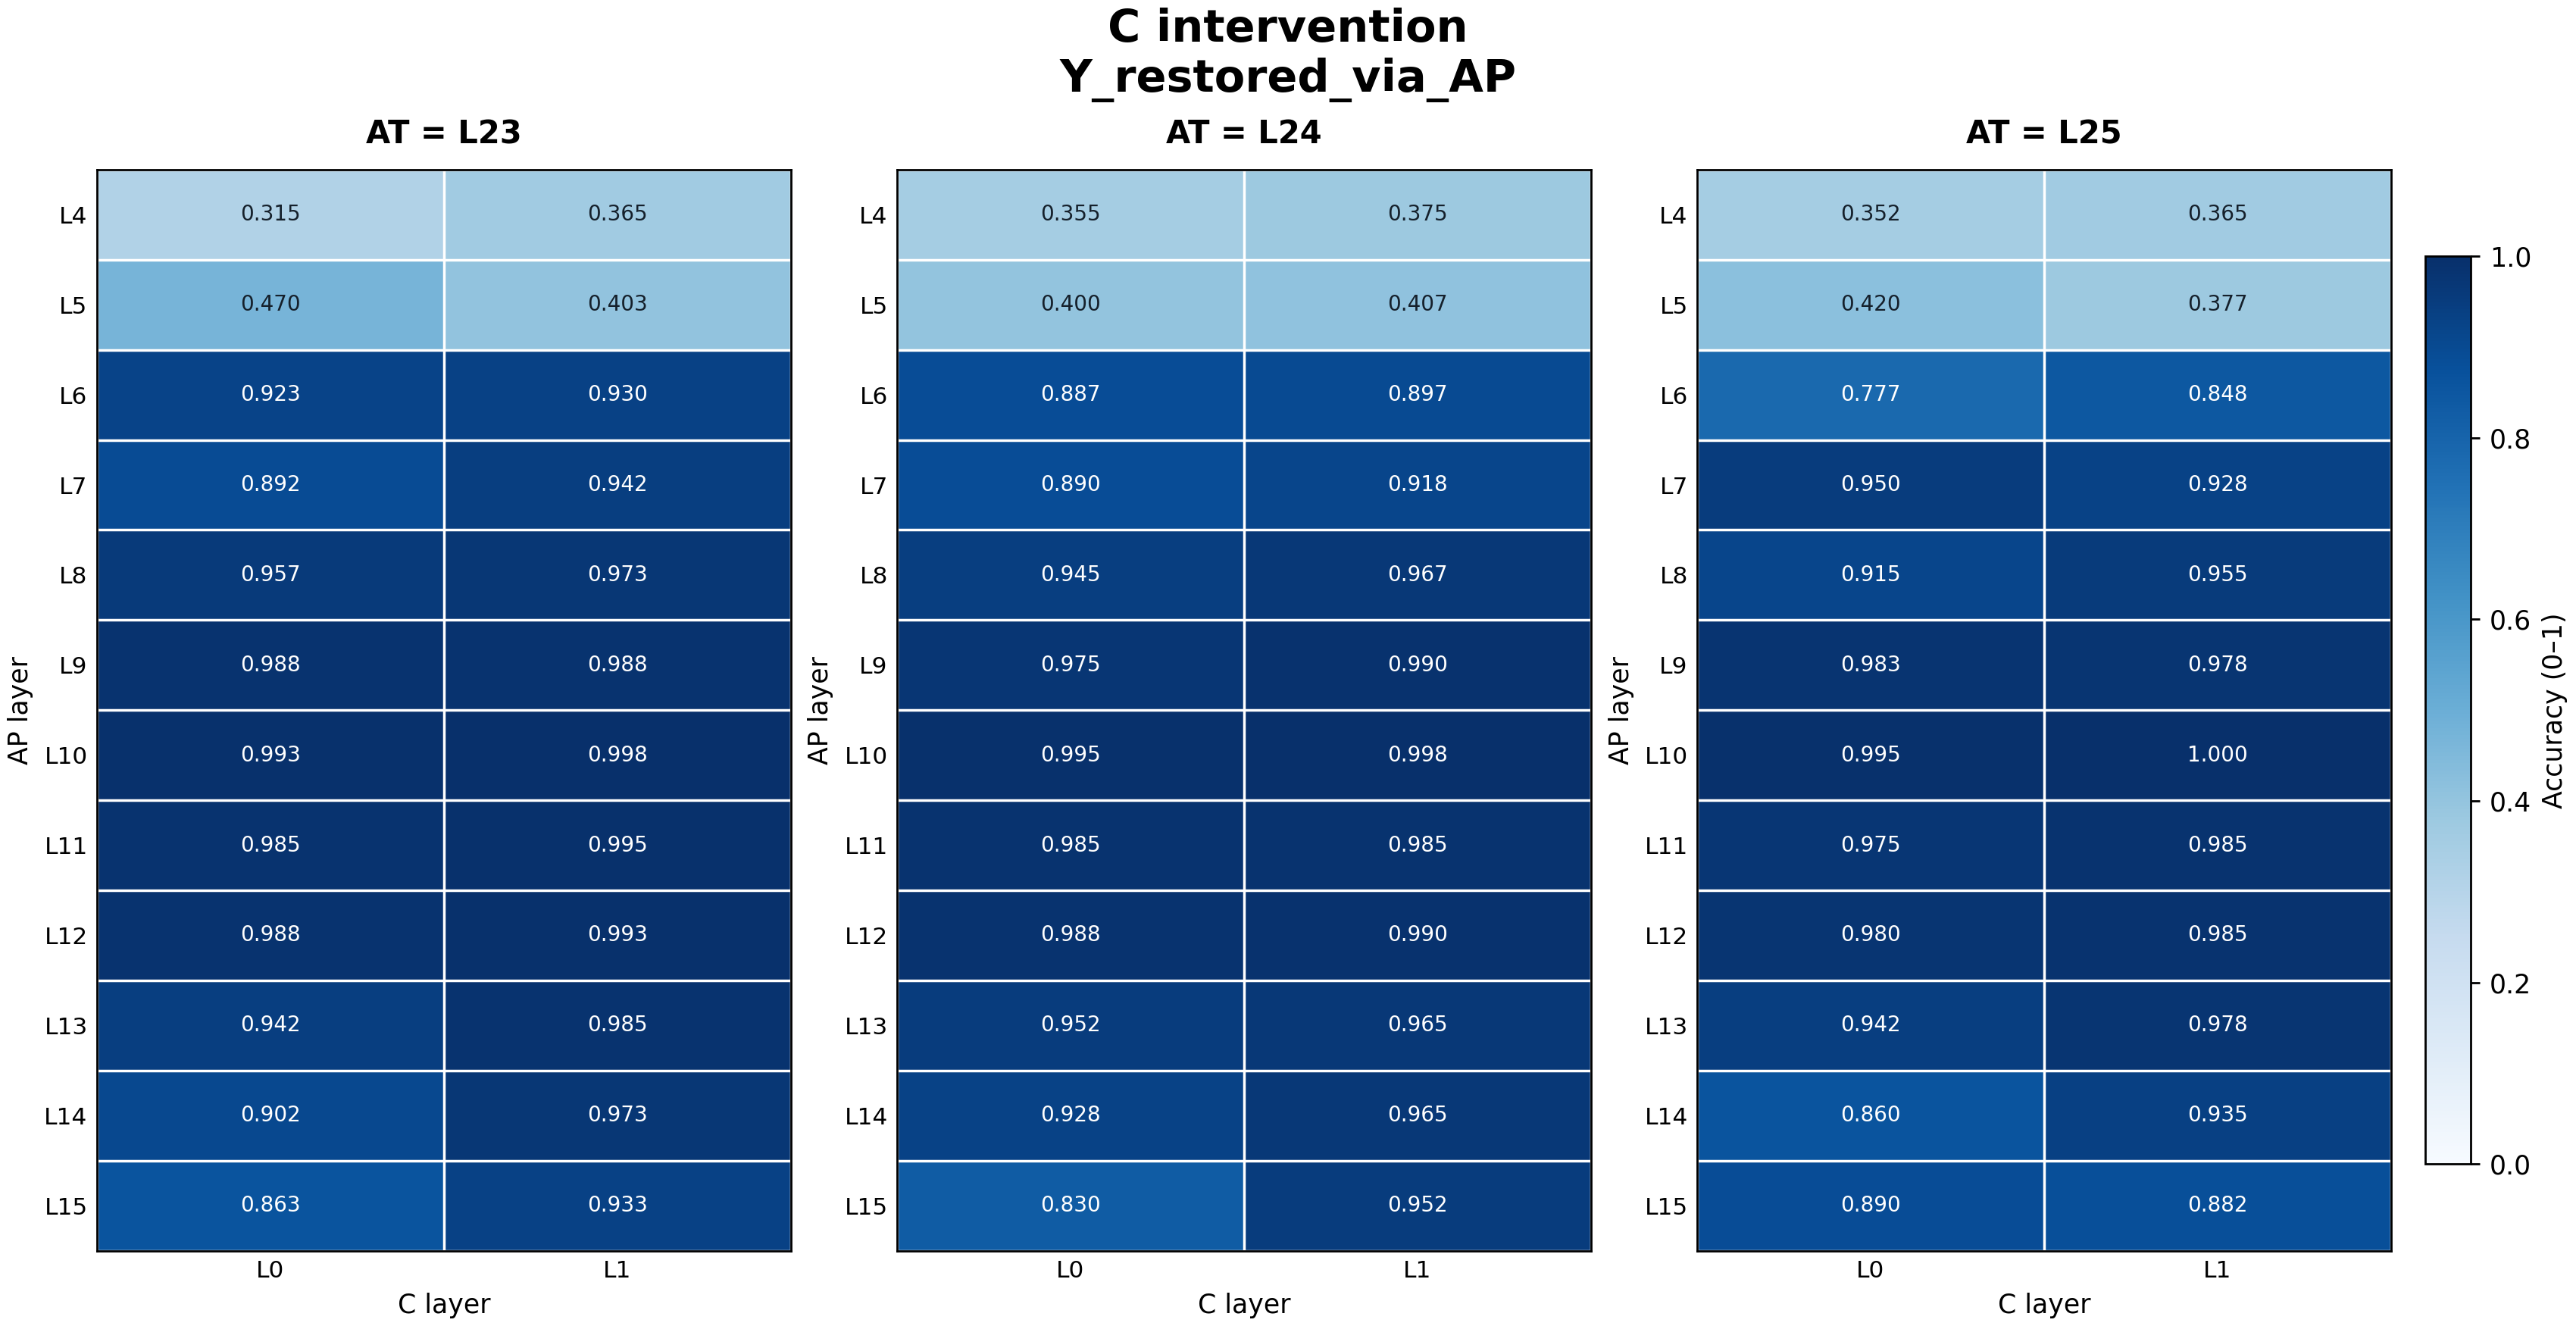 C intervention
Y_restored_via_AP
AT = L23
AT = L24
AT = L25
L4 0.315 0.365
L5 0.470 0.403
L6 0.923 0.930
L7 0.892 0.942
L8 0.957 0.973
L9 0.988 0.988
L10 0.993 0.998
L11 0.985 0.995
L12 0.988 0.993
L13 0.942 0.985
L14 0.902 0.973
L15 0.863 0.933
AP layer
L0 L1
C layer
L4 0.355 0.375
L5 0.400 0.407
L6 0.887 0.897
L7 0.890 0.918
L8 0.945 0.967
L9 0.975 0.990
L10 0.995 0.998
L11 0.985 0.985
L12 0.988 0.990
L13 0.952 0.965
L14 0.928 0.965
L15 0.830 0.952
AP layer
L0 L1
C layer
L4 0.352 0.365
L5 0.420 0.377
L6 0.777 0.848
L7 0.950 0.928
L8 0.915 0.955
L9 0.983 0.978
L10 0.995 1.000
L11 0.975 0.985
L12 0.980 0.985
L13 0.942 0.978
L14 0.860 0.935
L15 0.890 0.882
AP layer
L0 L1
C layer
1.0
0.8
0.6
0.4
0.2
0.0
Accuracy (0–1)